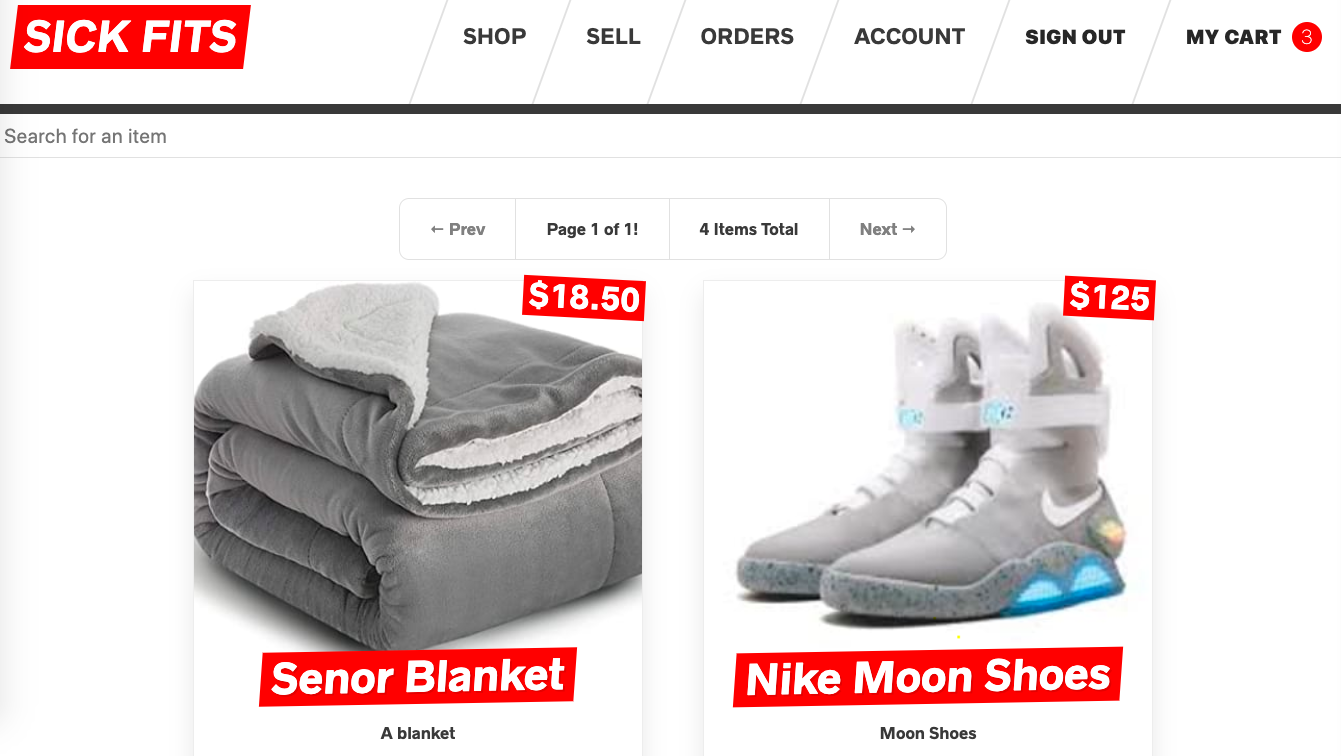 SICK FITS
SHOP
SELL
ORDERS
ACCOUNT
SIGN OUT
MY CART 3
Search for an item
← Prev
Page 1 of 1!
4 Items Total
Next →
$18.50
$125
Senor Blanket
Nike Moon Shoes
A blanket
Moon Shoes